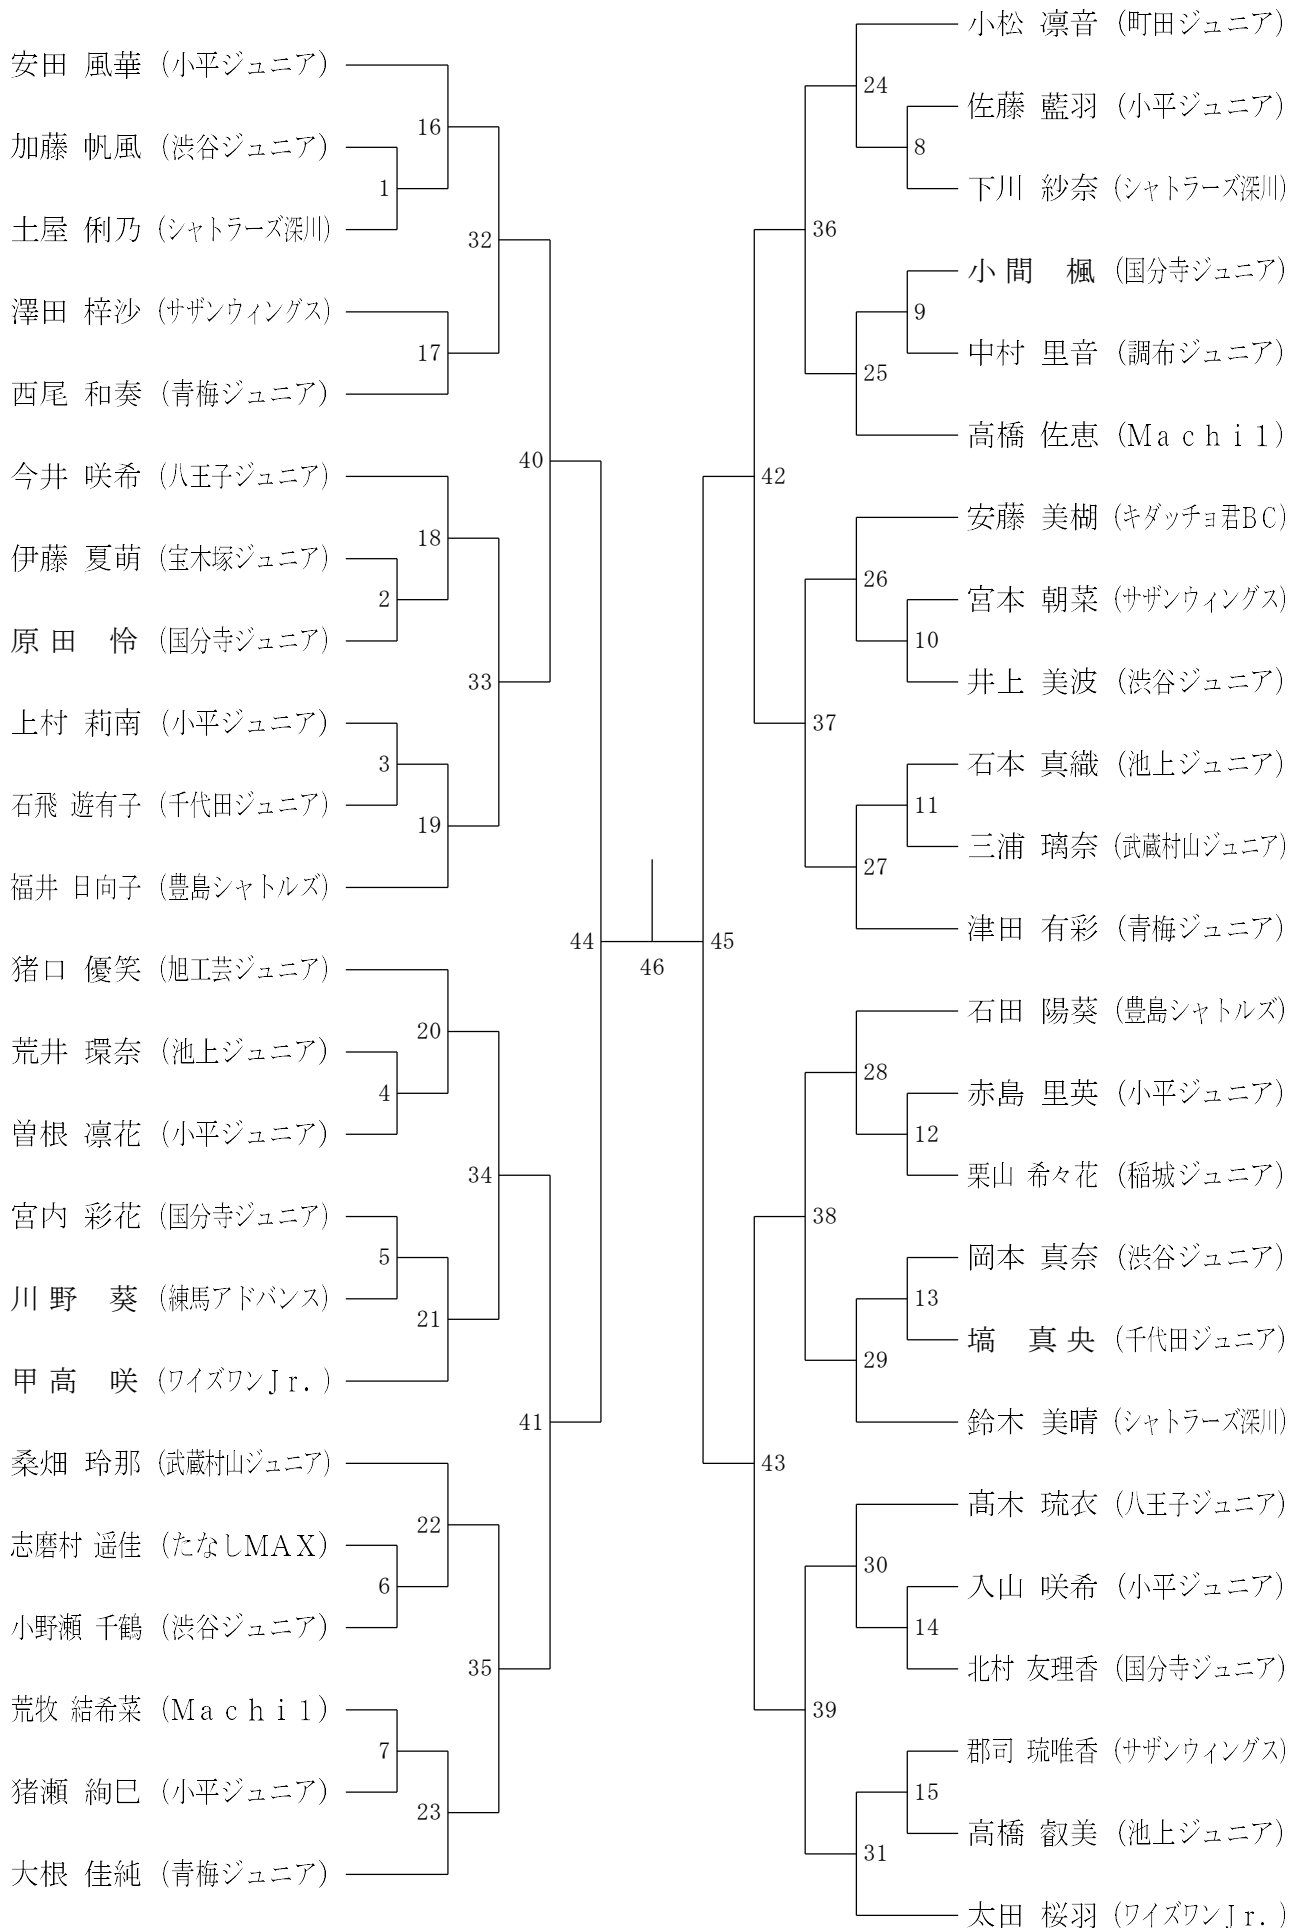 安田 風華 (小平ジュニア)
16
加藤 帆風 (渋谷ジュニア)
1
土屋 俐乃 (シャトラーズ深川)
32
澤田 梓沙 (サザンウィングス)
17
西尾 和奏 (青梅ジュニア)
40
今井 咲希 (八王子ジュニア)
18
伊藤 夏萌 (宝木塚ジュニア)
2
原田 怜 (国分寺ジュニア)
33
上村 莉南 (小平ジュニア)
3
石飛 遊有子 (千代田ジュニア)
19
福井 日向子 (豊島シャトルズ)
44
猪口 優笑 (旭工芸ジュニア)
20
荒井 環奈 (池上ジュニア)
4
曽根 凛花 (小平ジュニア)
34
宮内 彩花 (国分寺ジュニア)
5
川野 葵 (練馬アドバンス)
21
甲高 咲 (ワイズワンJr.)
41
桑畑 玲那 (武蔵村山ジュニア)
22
志磨村 遥佳 (たなしMAX)
6
小野瀬 千鶴 (渋谷ジュニア)
35
荒牧 結希菜 (Machi1)
7
猪瀬 絢巳 (小平ジュニア)
23
大根 佳純 (青梅ジュニア)
46
小松 凛音 (町田ジュニア)
24
佐藤 藍羽 (小平ジュニア)
8
下川 紗奈 (シャトラーズ深川)
36
小間 楓 (国分寺ジュニア)
9
中村 里音 (調布ジュニア)
25
高橋 佐恵 (Machi1)
42
安藤 美楜 (キダッチョ君BC)
26
宮本 朝菜 (サザンウィングス)
10
井上 美波 (渋谷ジュニア)
37
石本 真織 (池上ジュニア)
11
三浦 璃奈 (武蔵村山ジュニア)
27
津田 有彩 (青梅ジュニア)
45
石田 陽葵 (豊島シャトルズ)
28
赤島 里英 (小平ジュニア)
12
栗山 希々花 (稲城ジュニア)
38
岡本 真奈 (渋谷ジュニア)
13
塙 真央 (千代田ジュニア)
29
鈴木 美晴 (シャトラーズ深川)
43
髙木 琉衣 (八王子ジュニア)
30
入山 咲希 (小平ジュニア)
14
北村 友理香 (国分寺ジュニア)
39
郡司 琉唯香 (サザンウィングス)
15
高橋 叡美 (池上ジュニア)
31
太田 桜羽 (ワイズワンJr.)